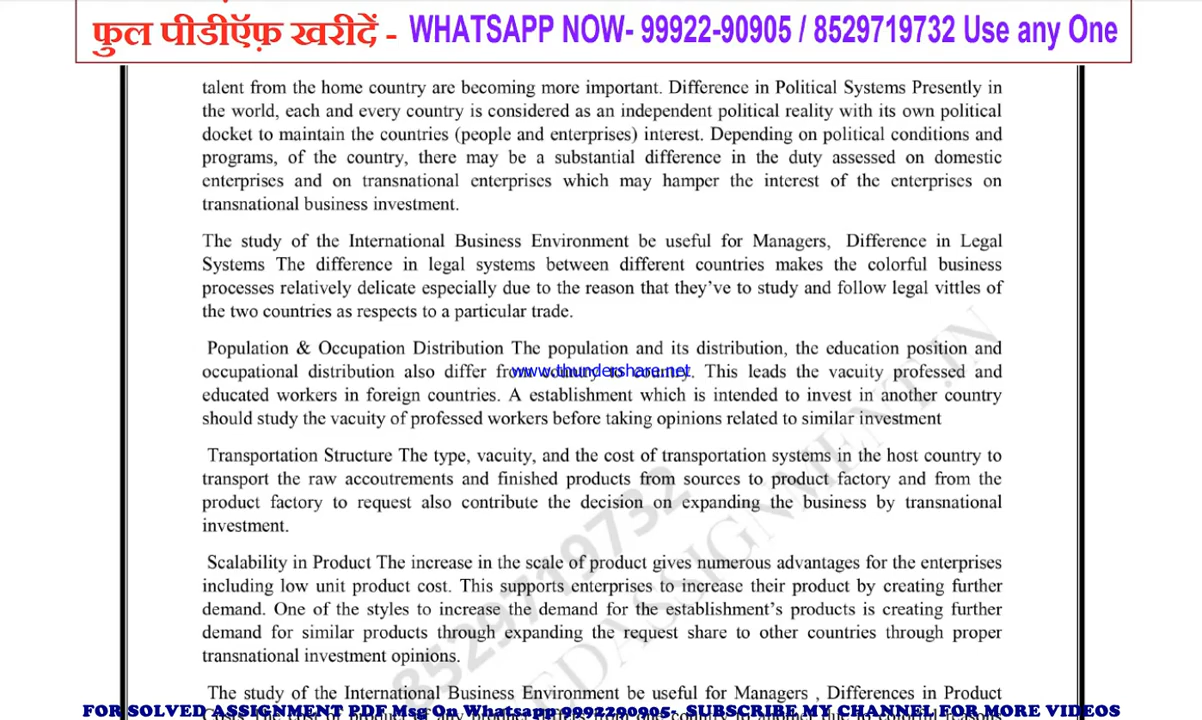 फुल पीडीऍफ़ खरीदें - WHATSAPP NOW- 99922-90905 / 8529719732 Use any One
talent from the home country are becoming more important. Difference in Political Systems Presently in
the world, each and every country is considered as an independent political reality with its own political
docket to maintain the countries (people and enterprises) interest. Depending on political conditions and
programs, of the country, there may be a substantial difference in the duty assessed on domestic
enterprises and on transnational enterprises which may hamper the interest of the enterprises on
transnational business investment.
The study of the International Business Environment be useful for Managers, Difference in Legal
Systems The difference in legal systems between different countries makes the colorful business
processes relatively delicate especially due to the reason that they've to study and follow legal vittles of
the two countries as respects to a particular trade.
Population & Occupation Distribution The population and its distribution, the education position and
occupational distribution also differ from country to country. This leads the vacuity professed and
www.thundershare.net
educated workers in foreign countries. A establishment which is intended to invest in another country
should study the vacuity of professed workers before taking opinions related to similar investment
Transportation Structure The type, vacuity, and the cost of transportation systems in the host country to
transport the raw accoutrements and finished products from sources to product factory and from the
product factory to request also contribute the decision on expanding the business by transnational
investment.
Scalability in Product The increase in the scale of product gives numerous advantages for the enterprises
including low unit product cost. This supports enterprises to increase their product by creating further
demand. One of the styles to increase the demand for the establishment's products is creating further
demand for similar products through expanding the request share to other countries through proper
transnational investment opinions.
8529719732
EDASSIGNMENT.IN
The study of the International Business Environment be useful for Managers , Differences in Product
FOR SOLVED ASSIGNMENT PDF Msg On Whatsapp 9992290905- SUBSCRIBE MY CHANNEL FOR MORE VIDEOS